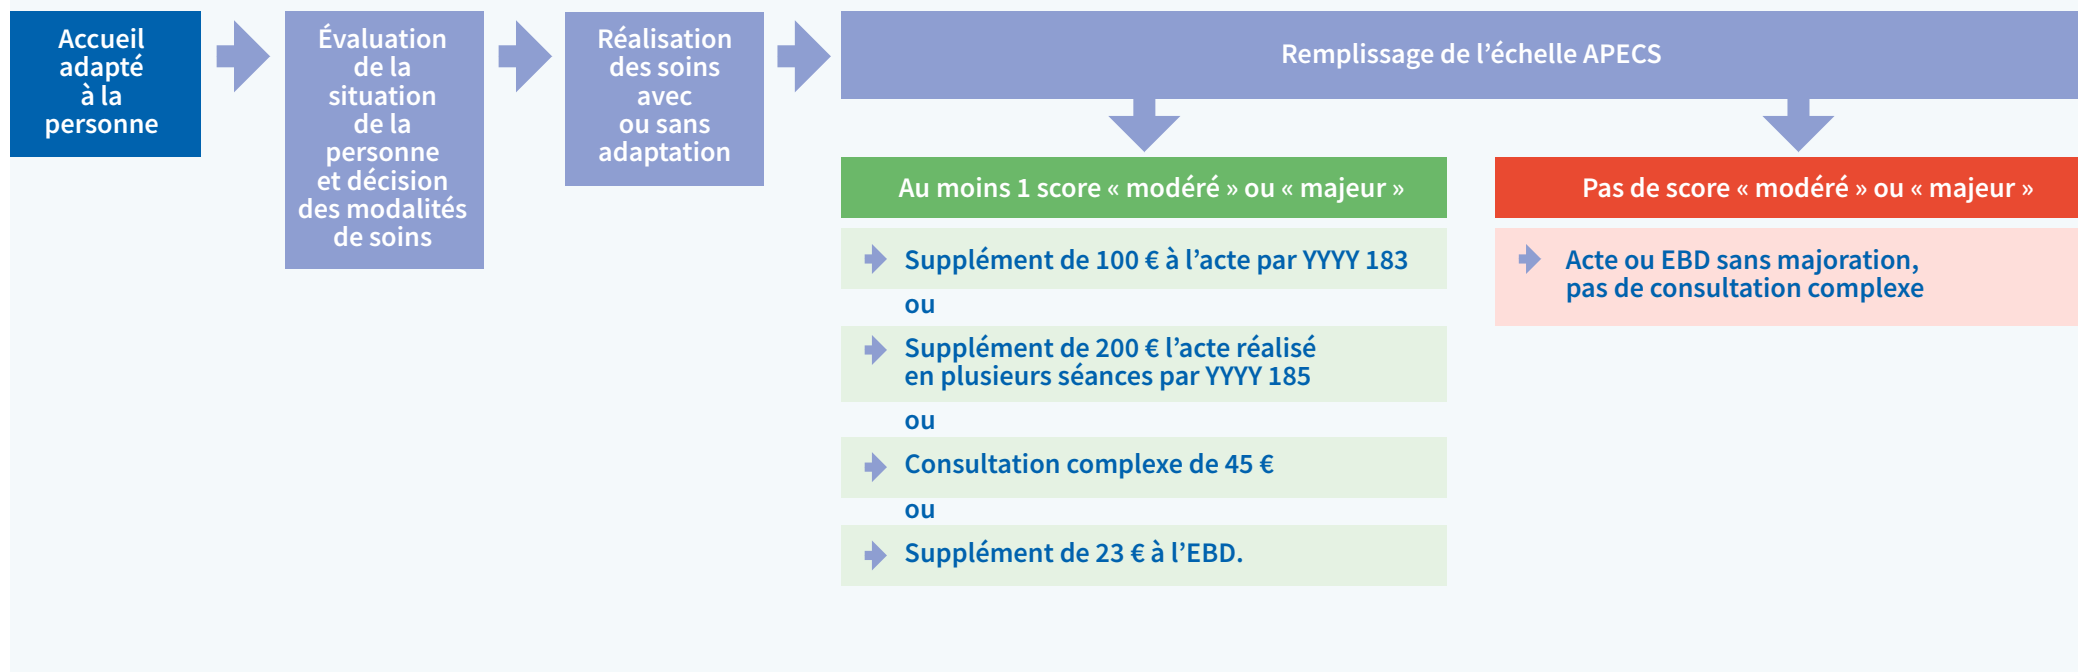 Accueil
adapté
à la
personne
Évaluation
de la
situation
de la
personne
et décision
des modalités
de soins
Réalisation
des soins
avec
ou sans
adaptation
Remplissage de l’échelle APECS
Au moins 1 score « modéré » ou « majeur »
Supplément de 100 € à l’acte par YYYY 183
ou
Supplément de 200 € l’acte réalisé
en plusieurs séances par YYYY 185
ou
Consultation complexe de 45 €
ou
Supplément de 23 € à l’EBD.
Pas de score « modéré » ou « majeur »
Acte ou EBD sans majoration,
pas de consultation complexe